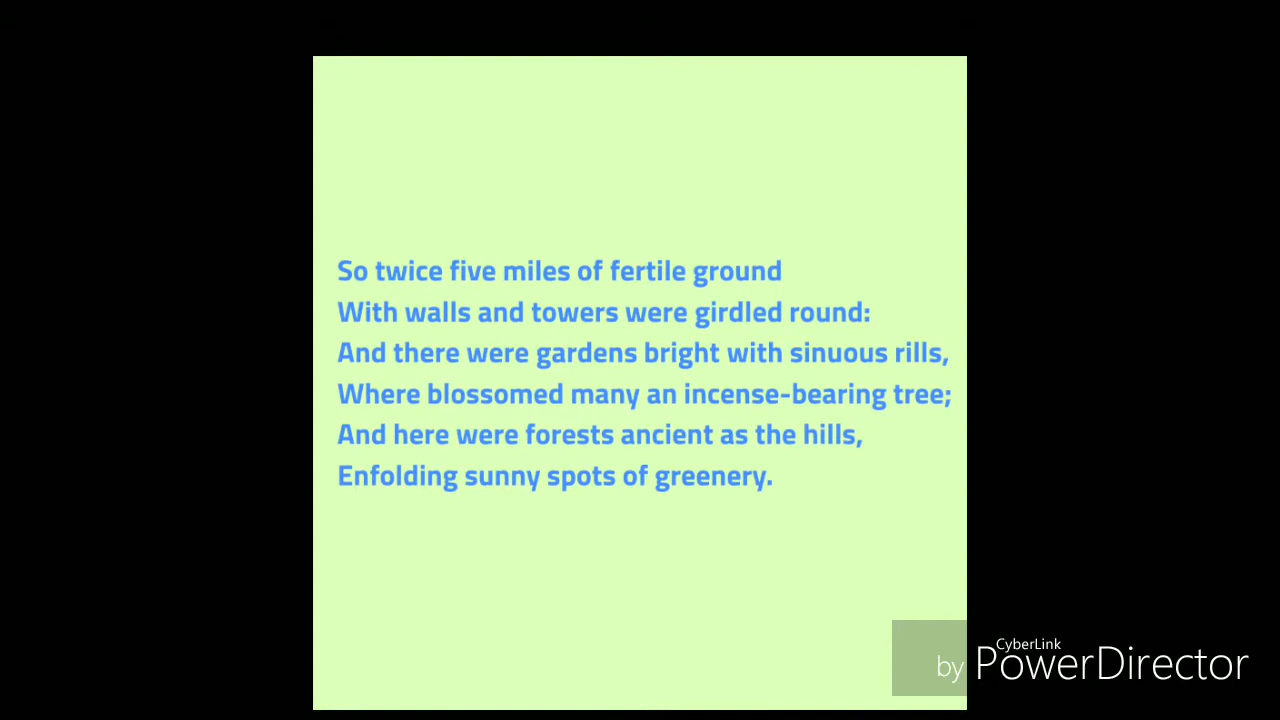 So twice five miles of fertile ground
With walls and towers were girdled round:
And there were gardens bright with sinuous rills,
Where blossomed many an incense-bearing tree;
And here were forests ancient as the hills,
Enfolding sunny spots of greenery.
CyberLink
by PowerDirector